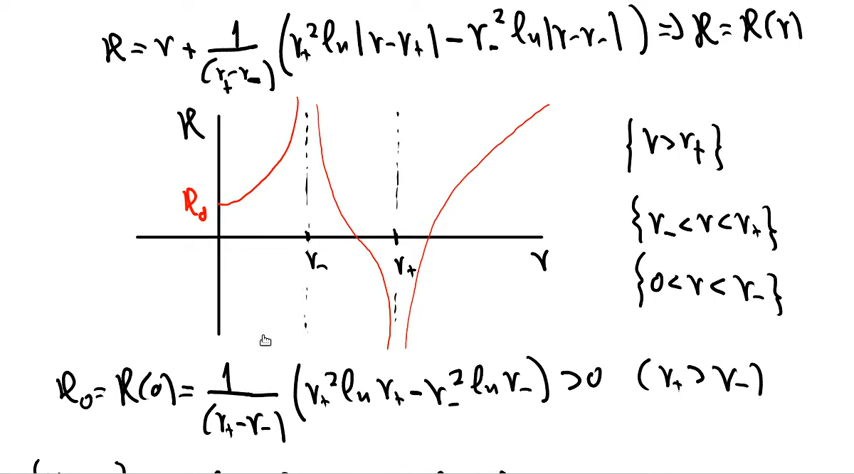 R = r + 1/(r₊-r₋) (r₊² ln|r-r₊| - r₋² ln|r-r₋|) ⇒ R = R(r)
R
{r>r₊}
R₀
{r₋<r<r₊}
r₋ r₊ r
{0<r<r₋}
R₀ = R(0) = 1/(r₊-r₋) (r₊² ln r₊ - r₋² ln r₋) >0 (r₊>r₋)